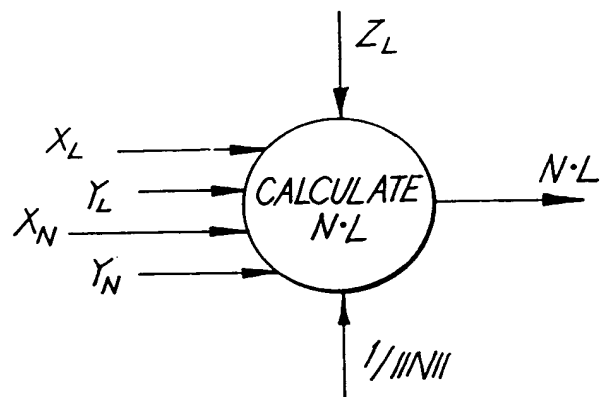 Z_L
X_L
Y_L
X_N
Y_N
CALCULATE
N·L
N·L
1/||N||